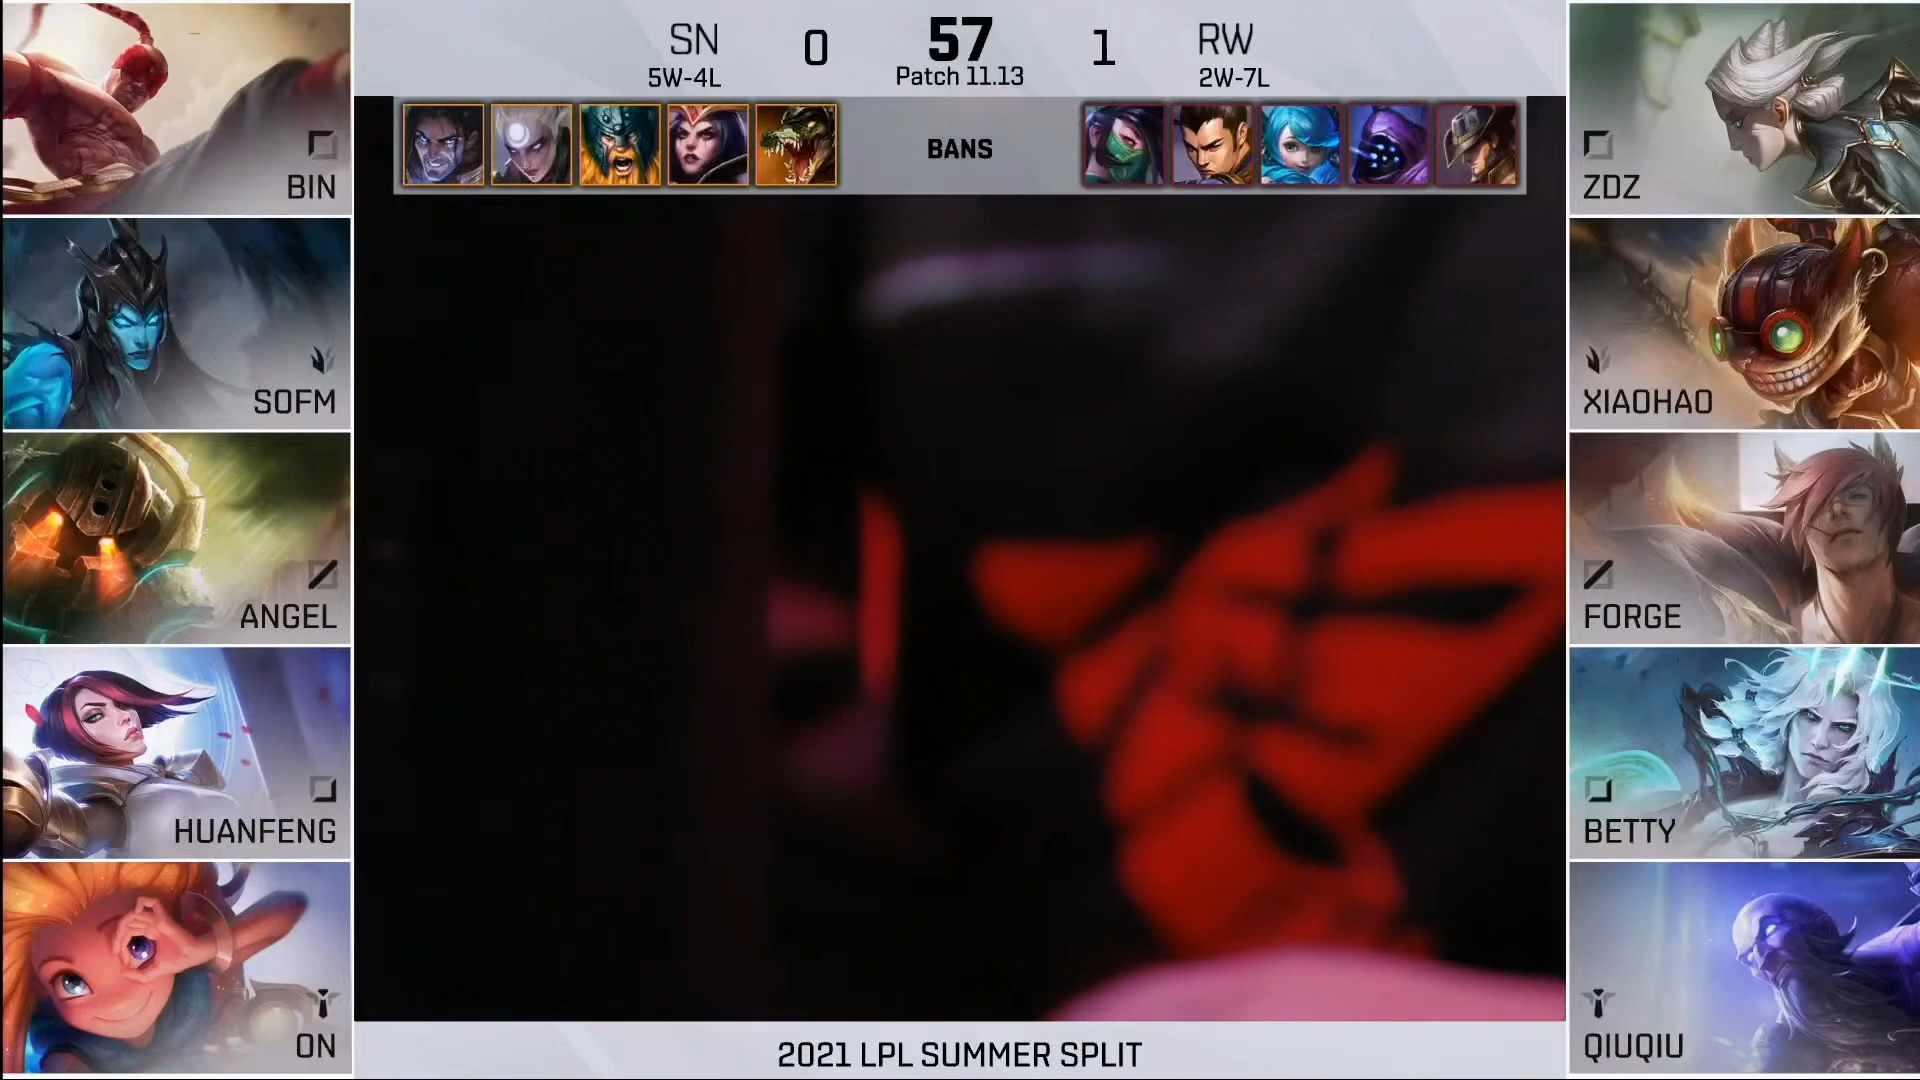 SN
5W-4L
0
57
Patch 11.13
1
RW
2W-7L
BANS
BIN
SOFM
ANGEL
HUANFENG
ON
ZDZ
XIAOHAO
FORGE
BETTY
QIUQIU
2021 LPL SUMMER SPLIT